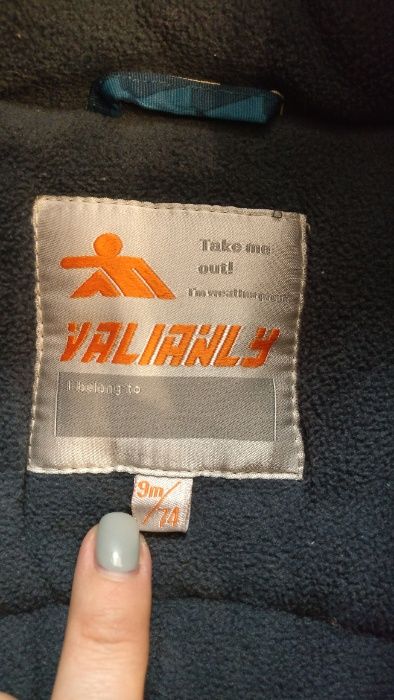 Take me
out!
I'm weatherproof
VALIANLY
I belong to
9m/
74